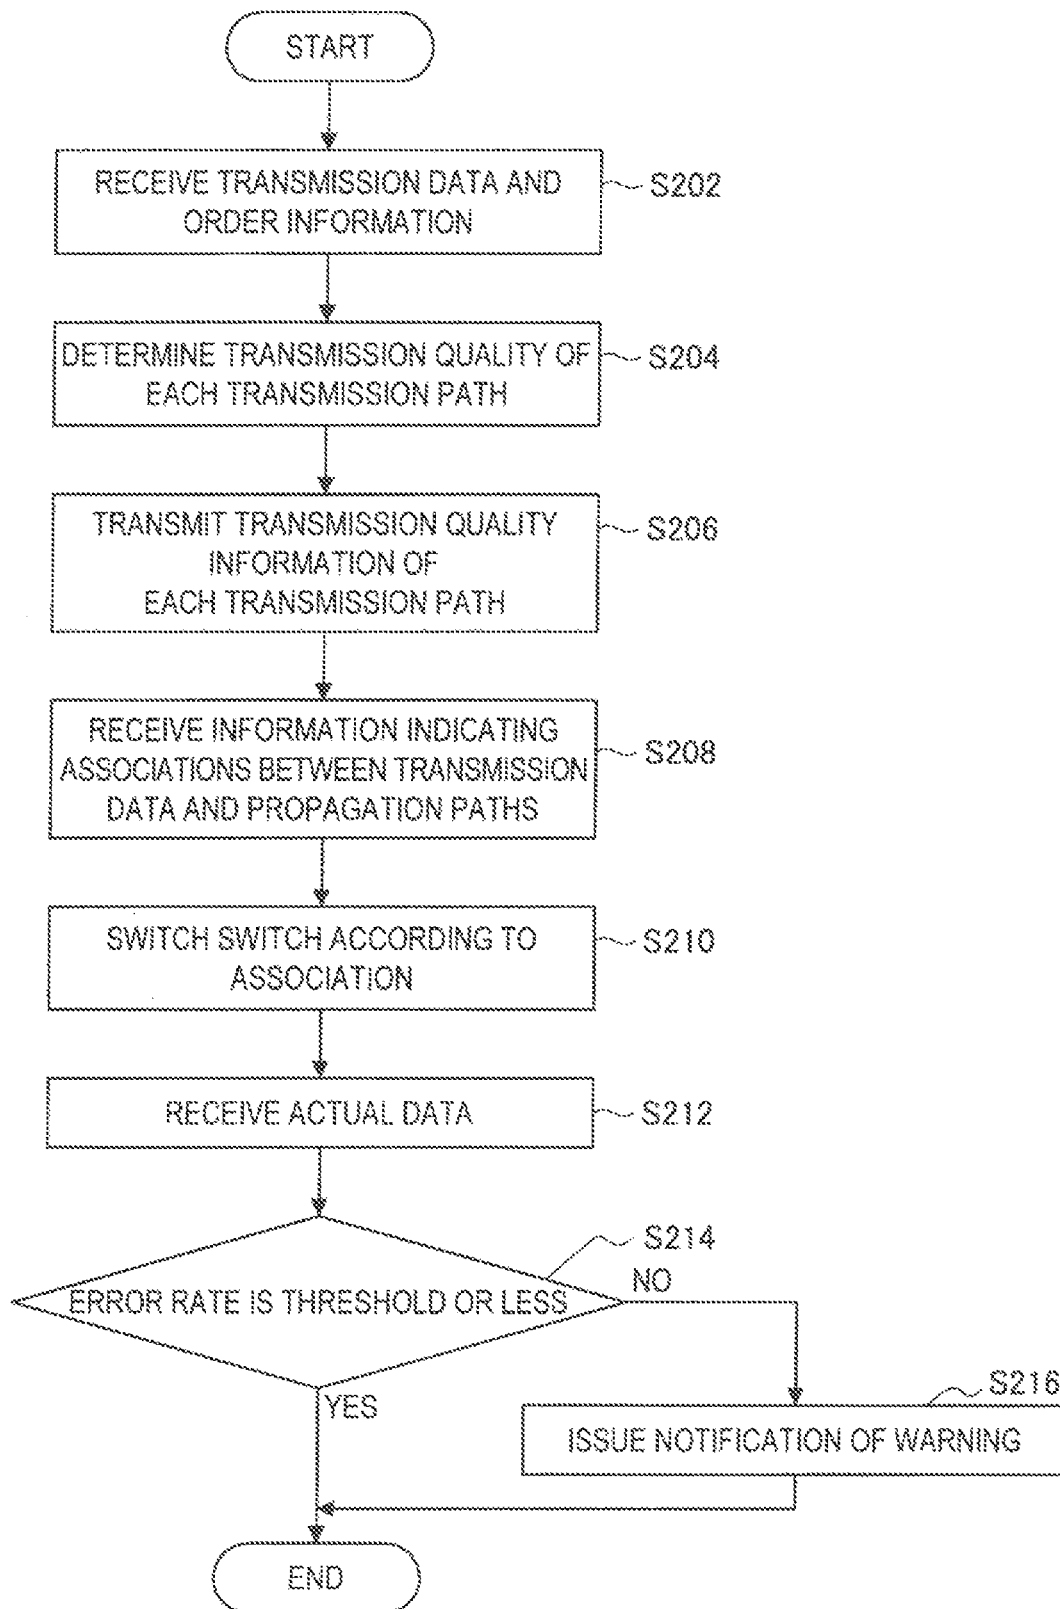 START
RECEIVE TRANSMISSION DATA AND
ORDER INFORMATION
S202
DETERMINE TRANSMISSION QUALITY OF
EACH TRANSMISSION PATH
S204
TRANSMIT TRANSMISSION QUALITY
INFORMATION OF
EACH TRANSMISSION PATH
S206
RECEIVE INFORMATION INDICATING
ASSOCIATIONS BETWEEN TRANSMISSION
DATA AND PROPAGATION PATHS
S208
SWITCH SWITCH ACCORDING TO
ASSOCIATION
S210
RECEIVE ACTUAL DATA
S212
S214
ERROR RATE IS THRESHOLD OR LESS
NO
YES
S216
ISSUE NOTIFICATION OF WARNING
END